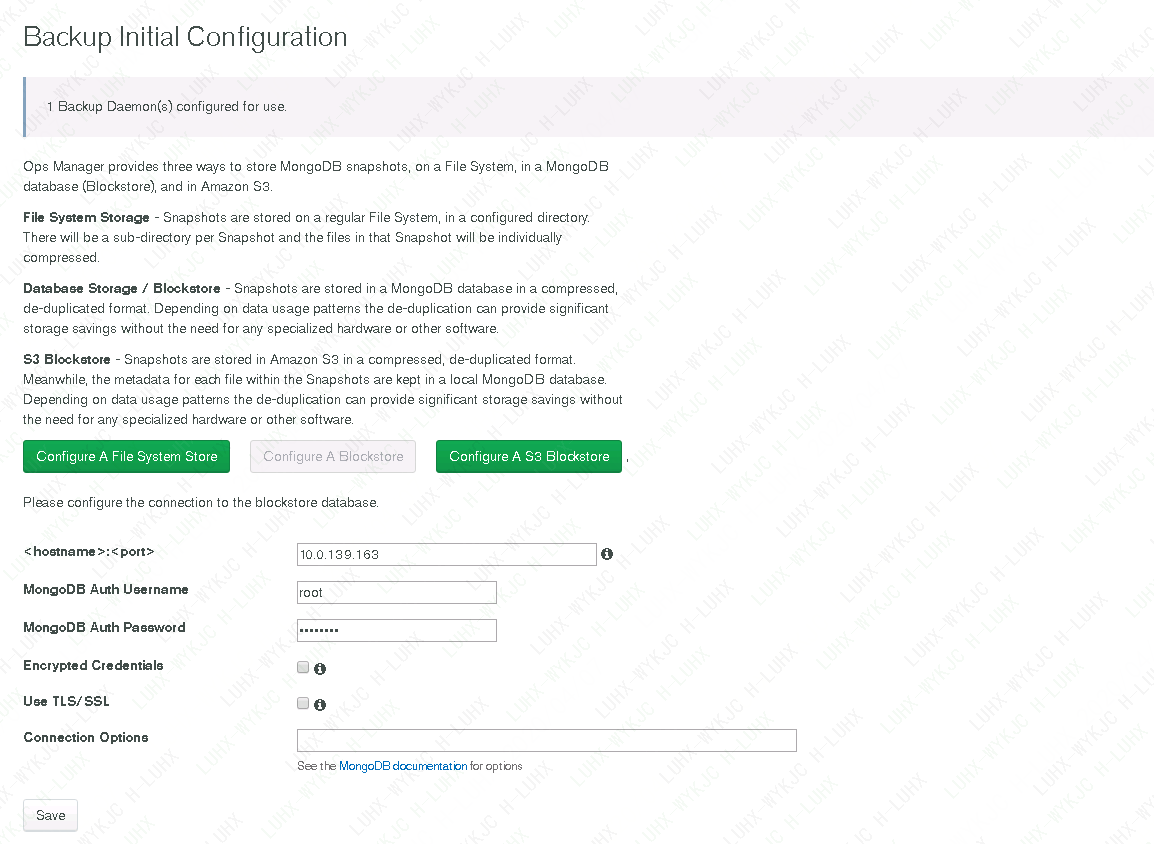 Backup Initial Configuration
1 Backup Daemon(s) configured for use.
Ops Manager provides three ways to store MongoDB snapshots, on a File System, in a MongoDB
database (Blockstore), and in Amazon S3.
File System Storage - Snapshots are stored on a regular File System, in a configured directory.
There will be a sub-directory per Snapshot and the files in that Snapshot will be individually
compressed.
Database Storage / Blockstore - Snapshots are stored in a MongoDB database in a compressed,
de-duplicated format. Depending on data usage patterns the de-duplication can provide significant
storage savings without the need for any specialized hardware or other software.
S3 Blockstore - Snapshots are stored in Amazon S3 in a compressed, de-duplicated format.
Meanwhile, the metadata for each file within the Snapshots are kept in a local MongoDB database.
Depending on data usage patterns the de-duplication can provide significant storage savings without
the need for any specialized hardware or other software.
Configure A File System Store Configure A Blockstore Configure A S3 Blockstore ,
Please configure the connection to the blockstore database.
<hostname>:<port> 10.0.139.163
MongoDB Auth Username root
MongoDB Auth Password ••••••••
Encrypted Credentials
Use TLS/SSL
Connection Options
See the MongoDB documentation for options
Save
LUHX-WYKJC H-LUHX